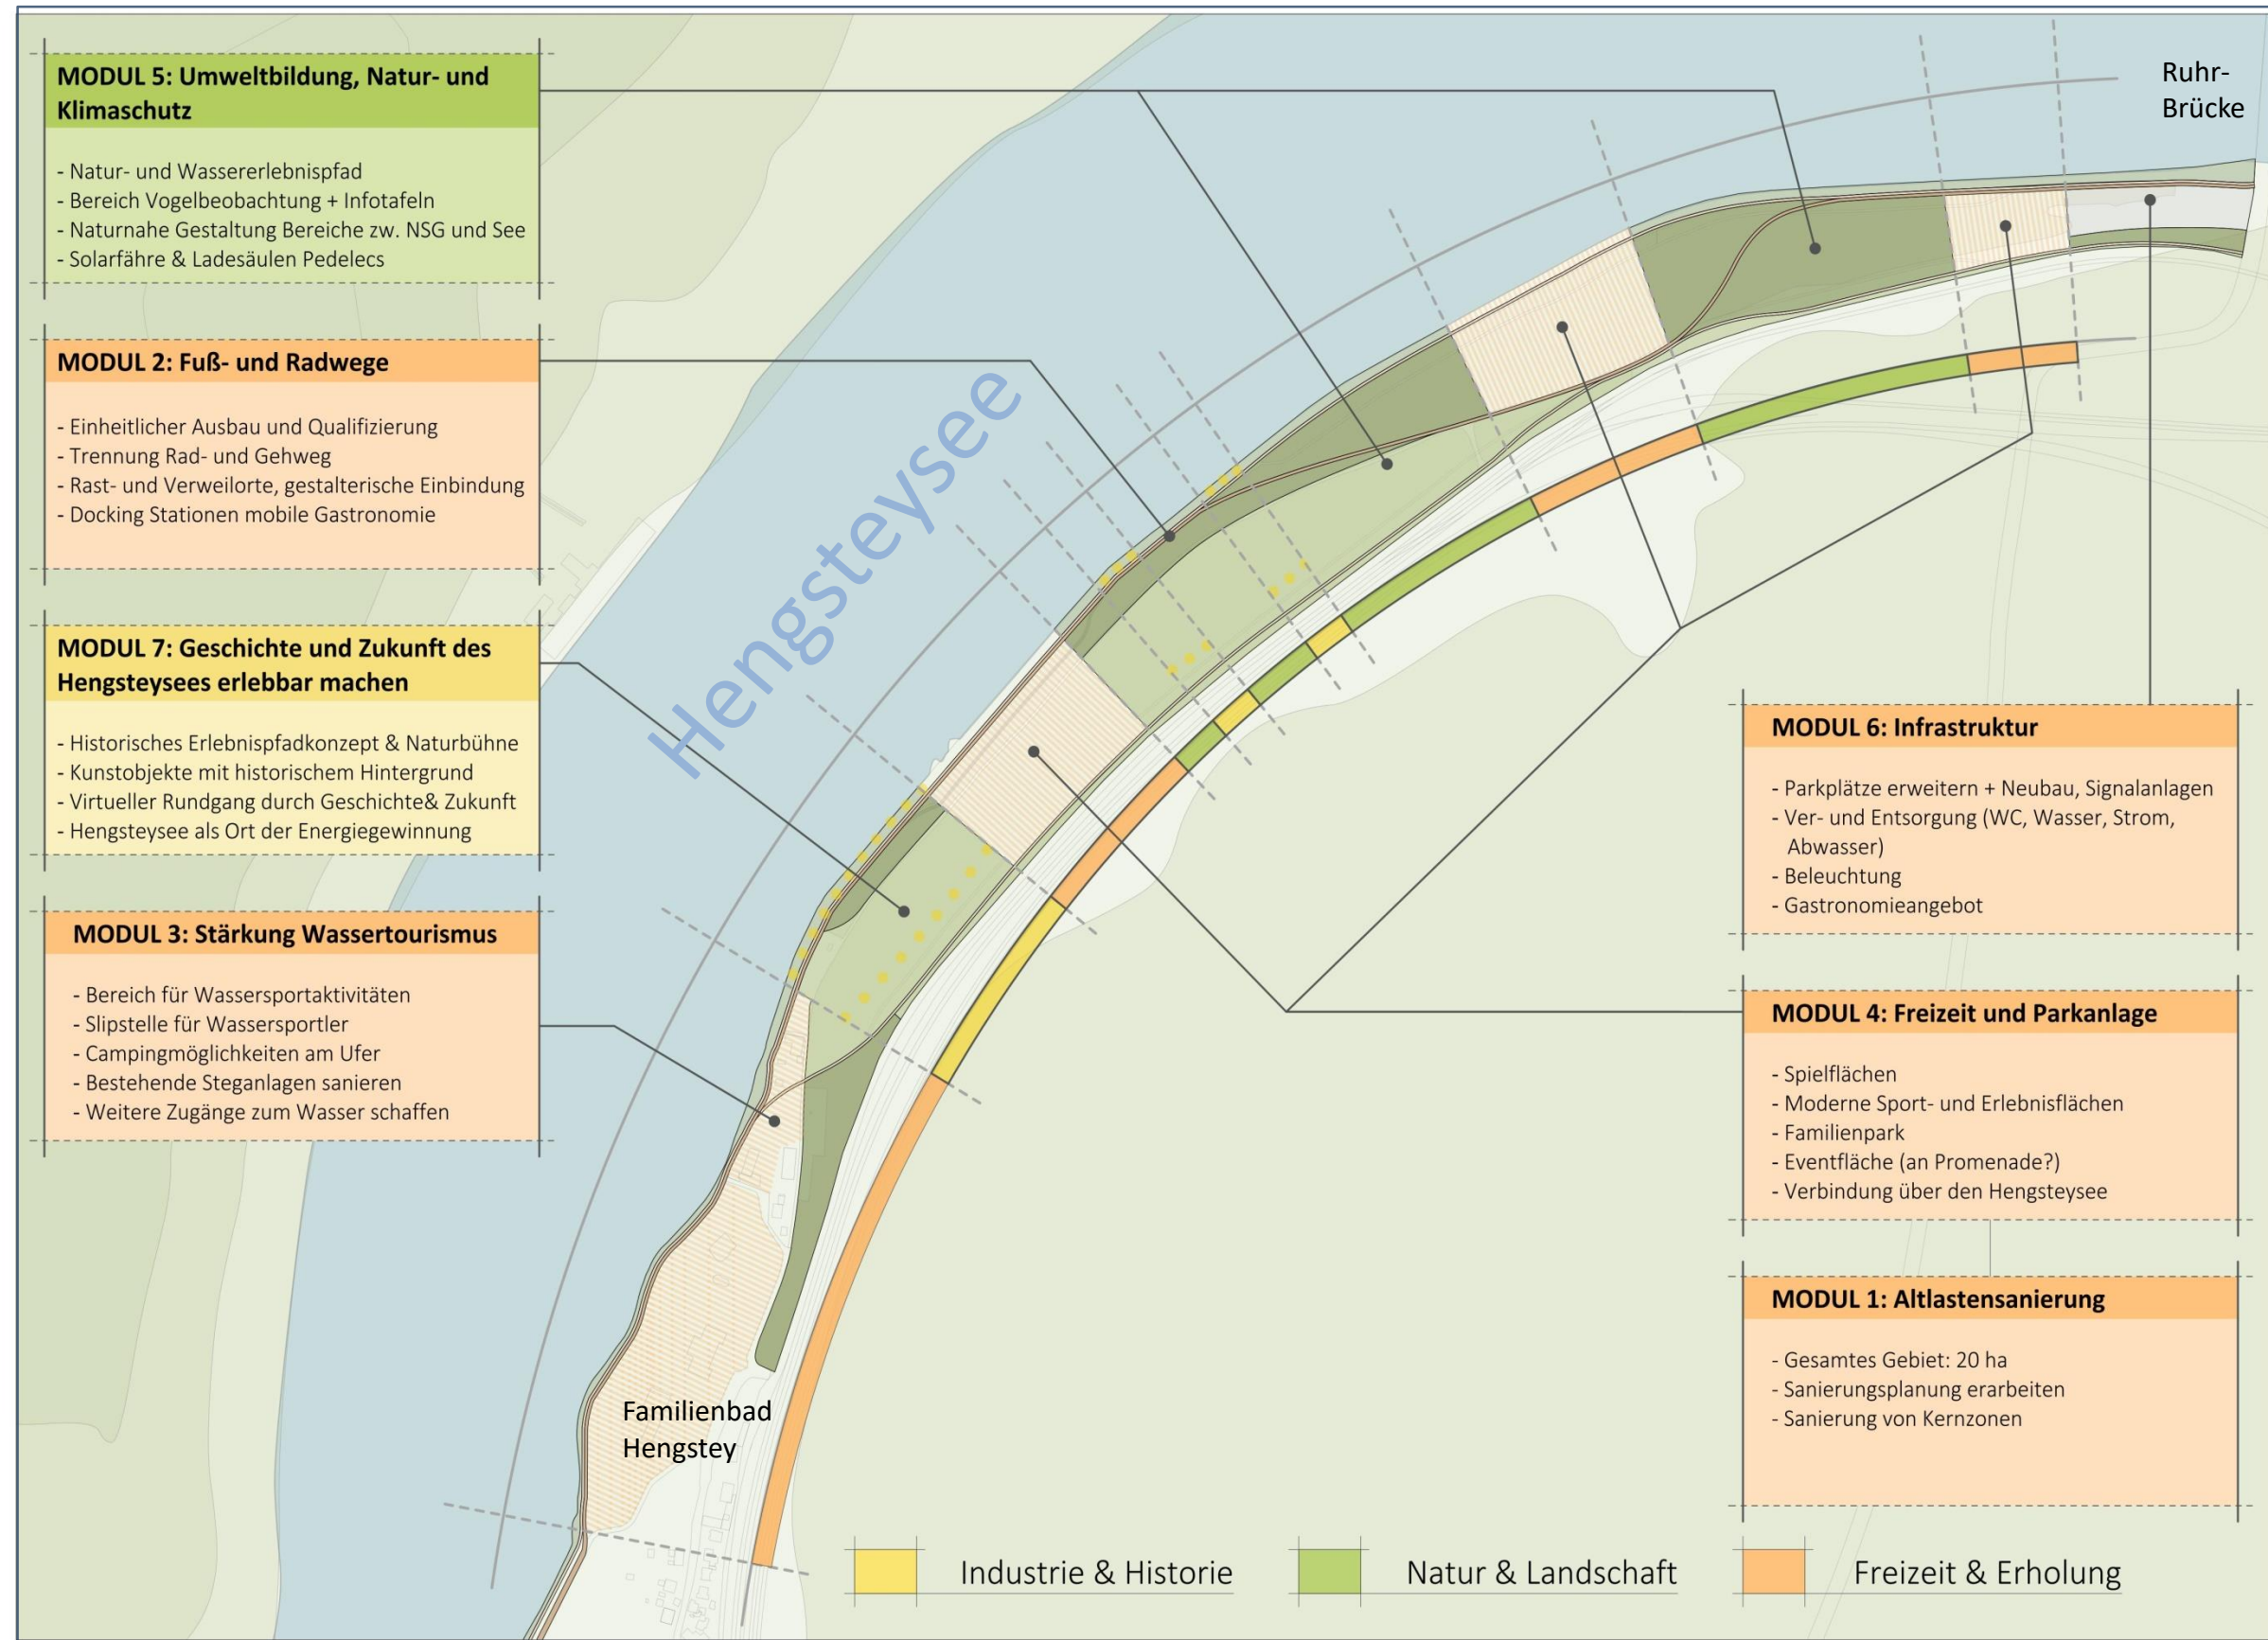 MODUL 5: Umweltbildung, Natur- und
Klimaschutz
- Natur- und Wassererlebnispfad
- Bereich Vogelbeobachtung + Infotafeln
- Naturnahe Gestaltung Bereiche zw. NSG und See
- Solarfähre & Ladesäulen Pedelecs
MODUL 2: Fuß- und Radwege
- Einheitlicher Ausbau und Qualifizierung
- Trennung Rad- und Gehweg
- Rast- und Verweilorte, gestalterische Einbindung
- Docking Stationen mobile Gastronomie
MODUL 7: Geschichte und Zukunft des
Hengsteysees erlebbar machen
- Historisches Erlebnispfadkonzept & Naturbühne
- Kunstobjekte mit historischem Hintergrund
- Virtueller Rundgang durch Geschichte& Zukunft
- Hengsteysee als Ort der Energiegewinnung
MODUL 3: Stärkung Wassertourismus
- Bereich für Wassersportaktivitäten
- Slipstelle für Wassersportler
- Campingmöglichkeiten am Ufer
- Bestehende Steganlagen sanieren
- Weitere Zugänge zum Wasser schaffen
Hengsteysee
Ruhr-
Brücke
Familienbad
Hengstey
MODUL 6: Infrastruktur
- Parkplätze erweitern + Neubau, Signalanlagen
- Ver- und Entsorgung (WC, Wasser, Strom,
Abwasser)
- Beleuchtung
- Gastronomieangebot
MODUL 4: Freizeit und Parkanlage
- Spielflächen
- Moderne Sport- und Erlebnisflächen
- Familienpark
- Eventfläche (an Promenade?)
- Verbindung über den Hengsteysee
MODUL 1: Altlastensanierung
- Gesamtes Gebiet: 20 ha
- Sanierungsplanung erarbeiten
- Sanierung von Kernzonen
Industrie & Historie
Natur & Landschaft
Freizeit & Erholung